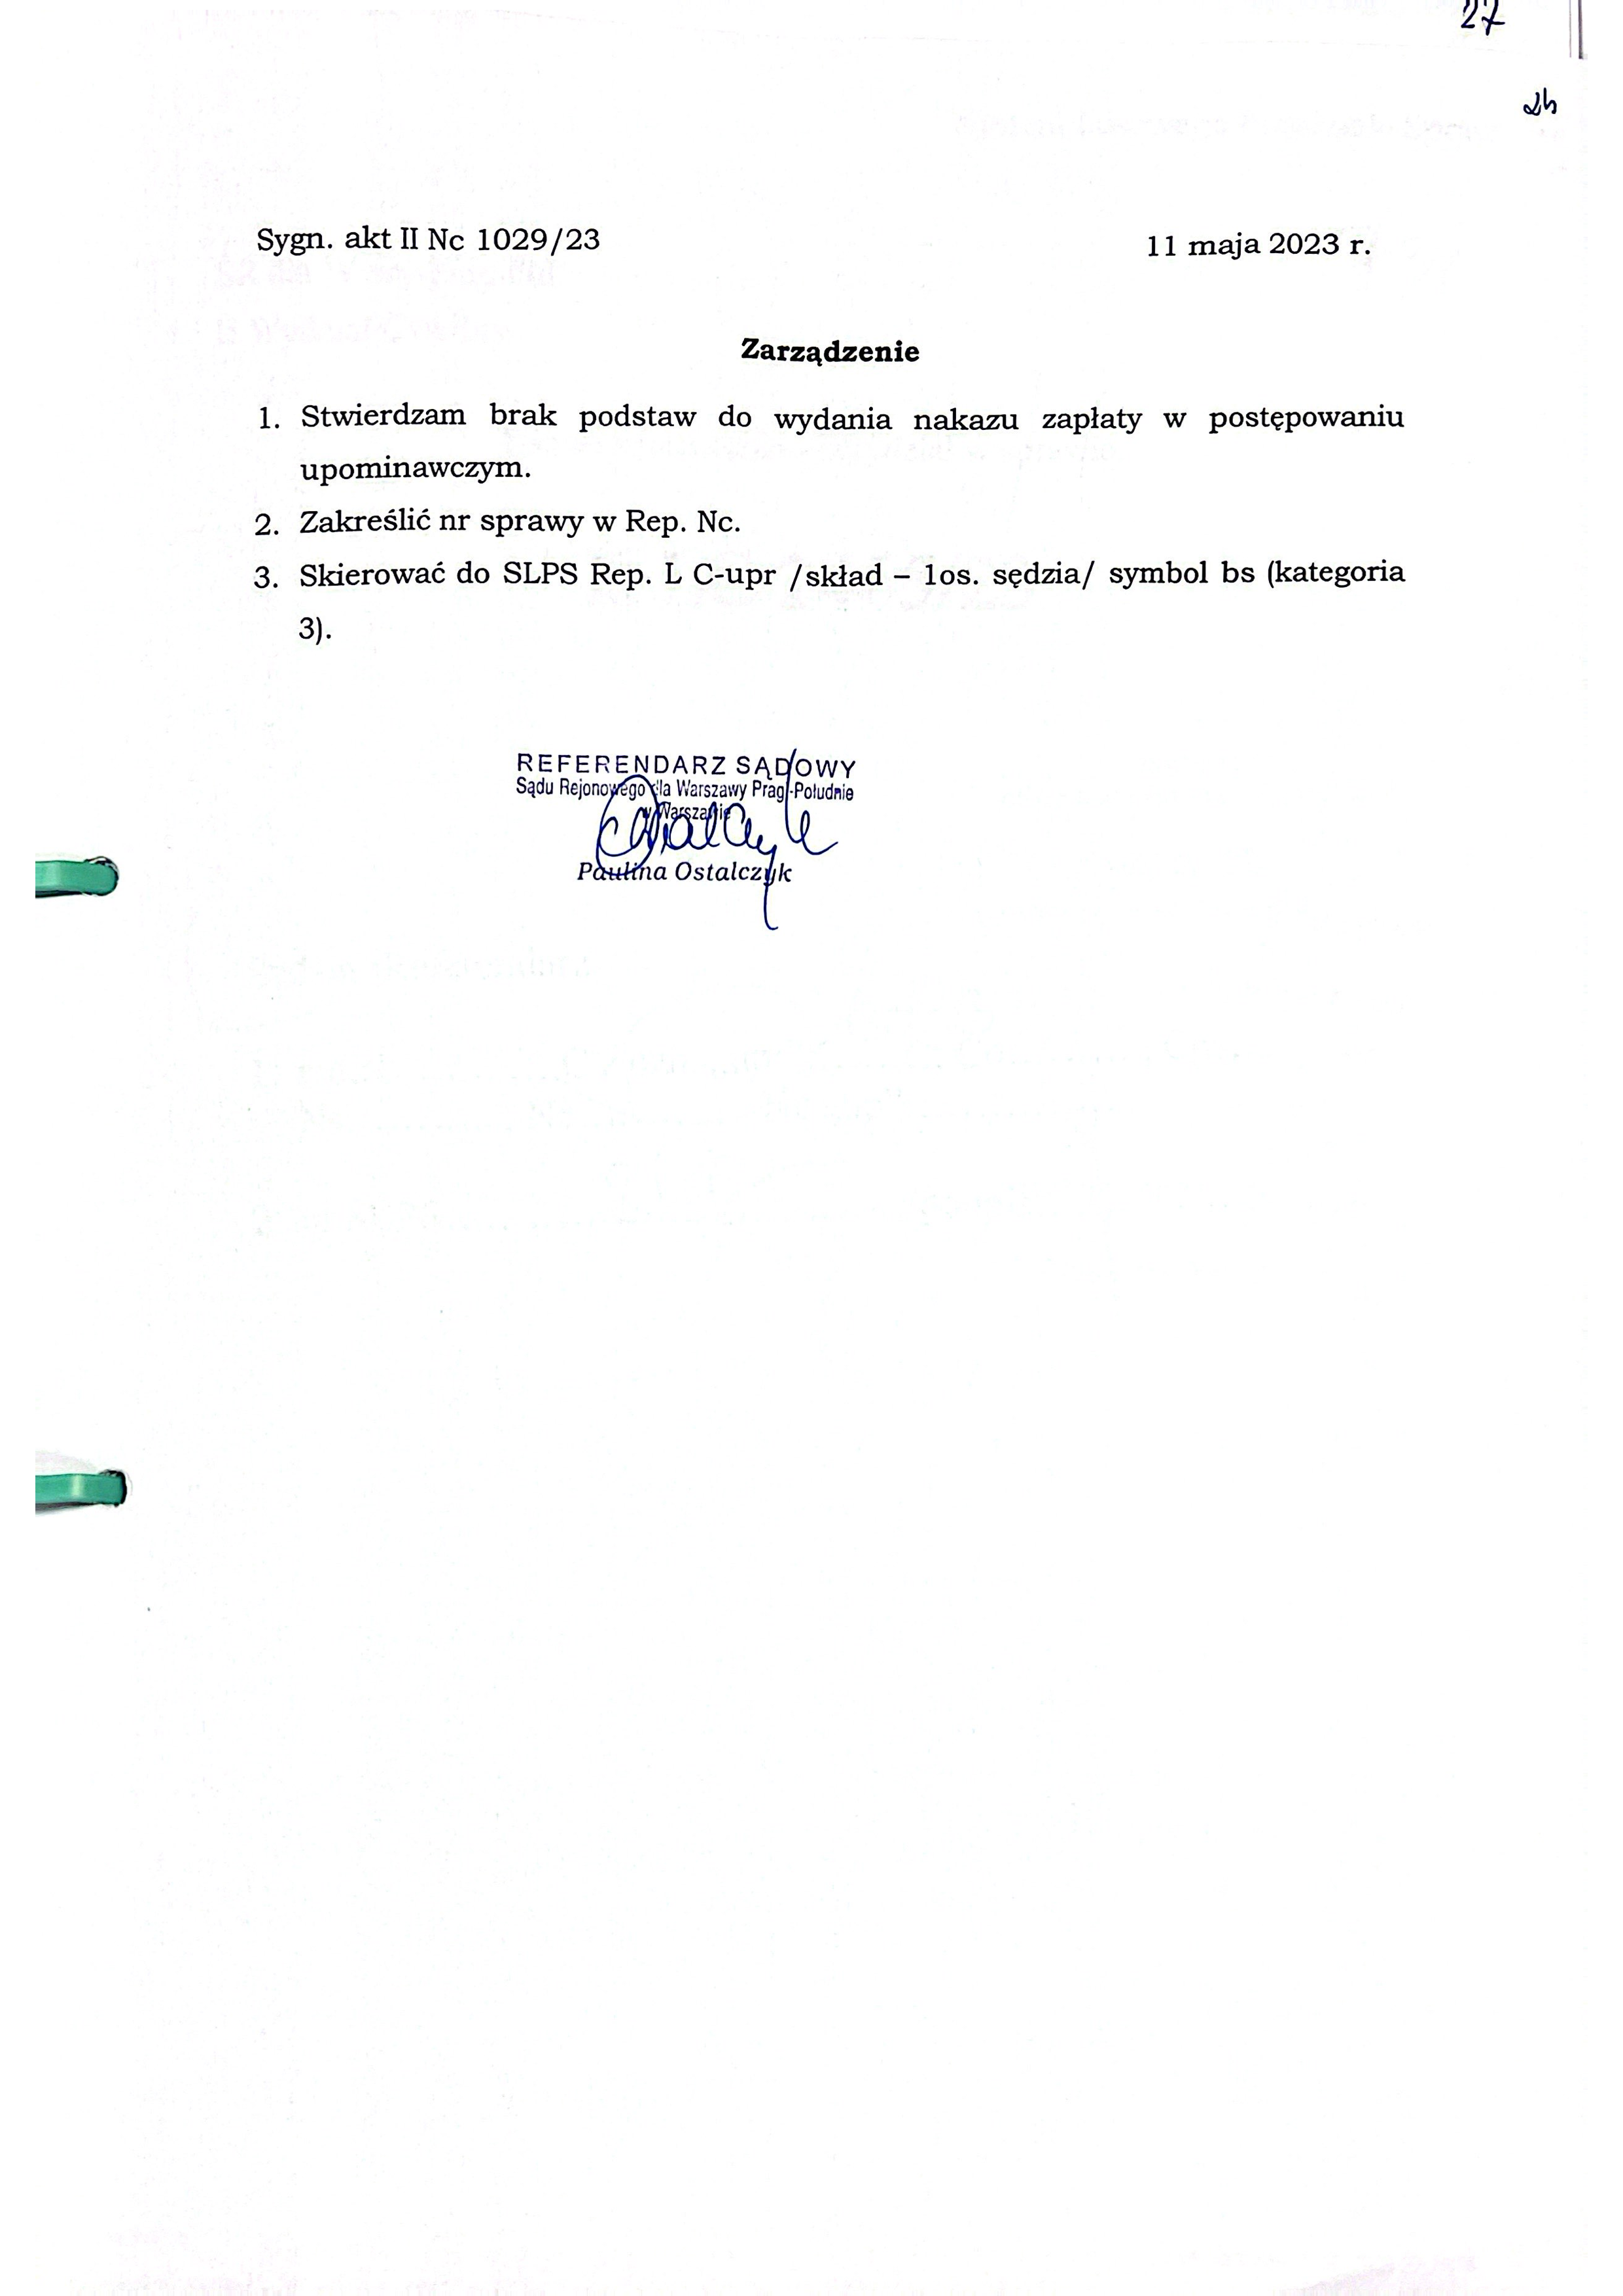 27
Sygn. akt II Nc 1029/23
11 maja 2023 r.
Zarządzenie
1. Stwierdzam brak podstaw do wydania nakazu zapłaty w postępowaniu
upominawczym.
2. Zakreślić nr sprawy w Rep. Nc.
3. Skierować do SLPS Rep. L C-upr /skład – 1os. sędzia/ symbol bs (kategoria
3).
REFERENDARZ SĄDOWY
Sądu Rejonowego dla Warszawy Pragi-Południe
w Warszawie
Paulina Ostalczyk